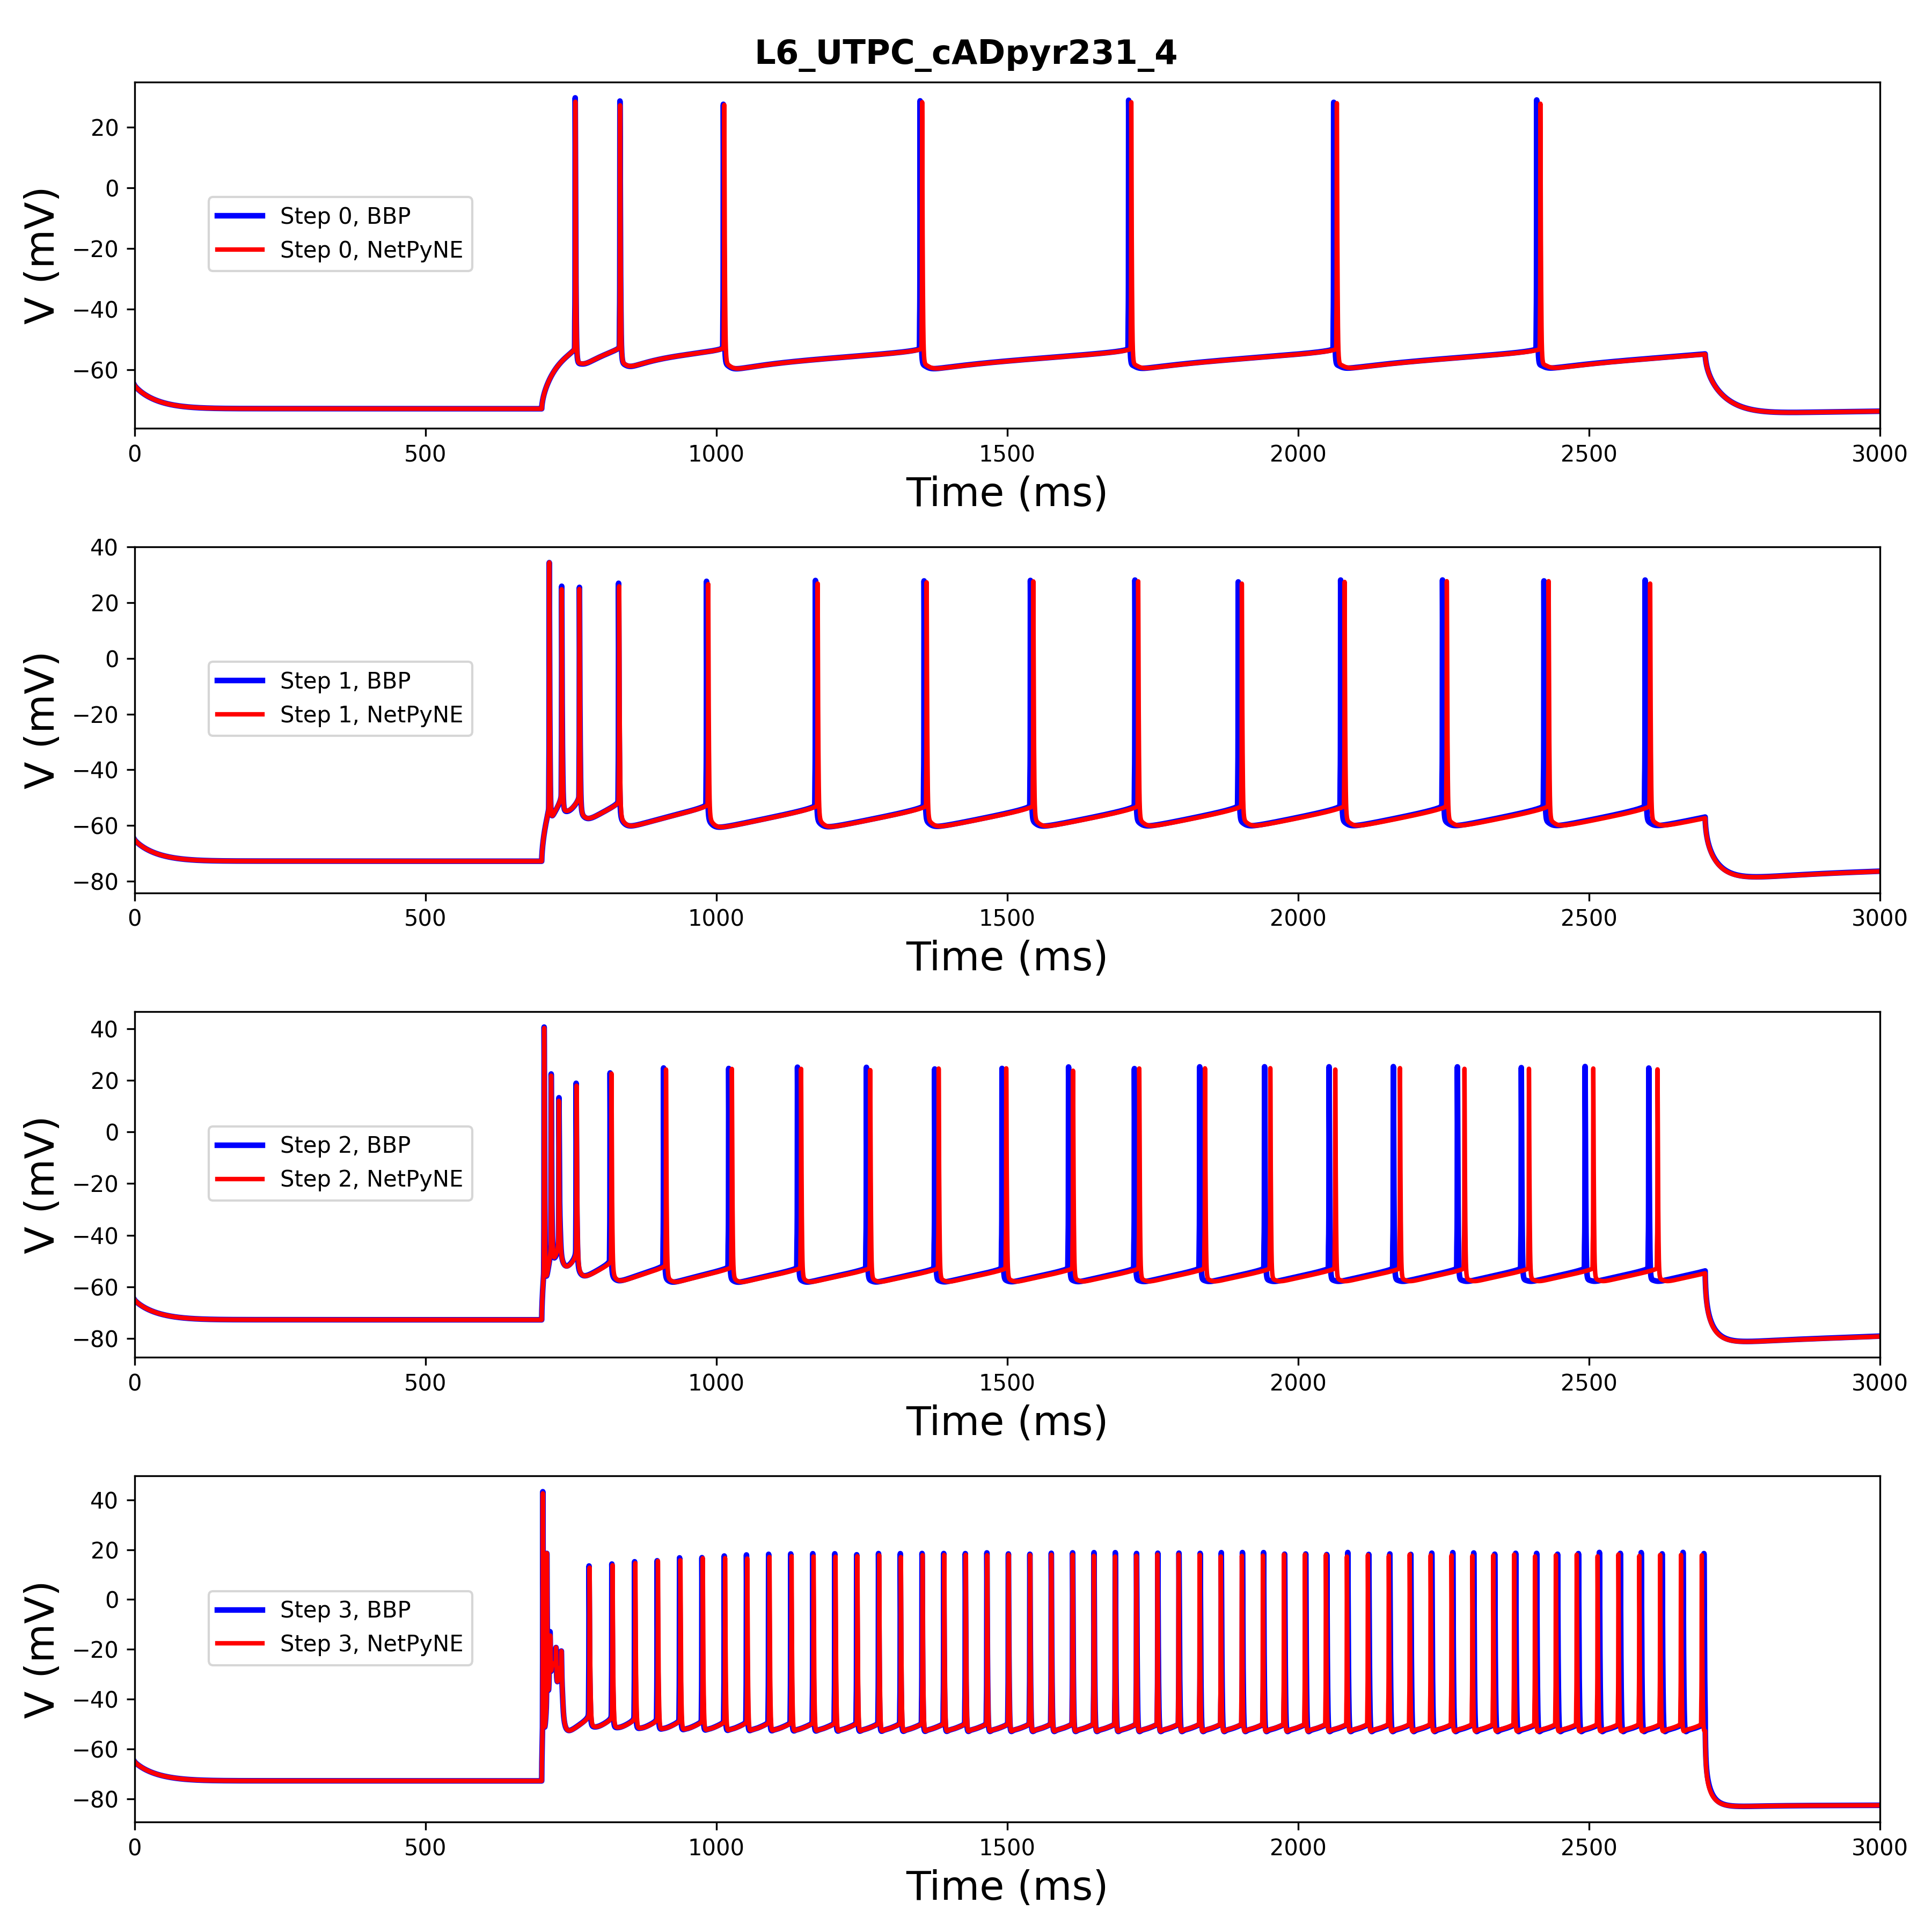 L6_UTPC_cADpyr231_4
20
0
−20
−40
−60
V (mV)
Step 0, BBP
Step 0, NetPyNE
0 500 1000 1500 2000 2500 3000
Time (ms)
40
20
0
−20
−40
−60
−80
V (mV)
Step 1, BBP
Step 1, NetPyNE
0 500 1000 1500 2000 2500 3000
Time (ms)
40
20
0
−20
−40
−60
−80
V (mV)
Step 2, BBP
Step 2, NetPyNE
0 500 1000 1500 2000 2500 3000
Time (ms)
40
20
0
−20
−40
−60
−80
V (mV)
Step 3, BBP
Step 3, NetPyNE
0 500 1000 1500 2000 2500 3000
Time (ms)